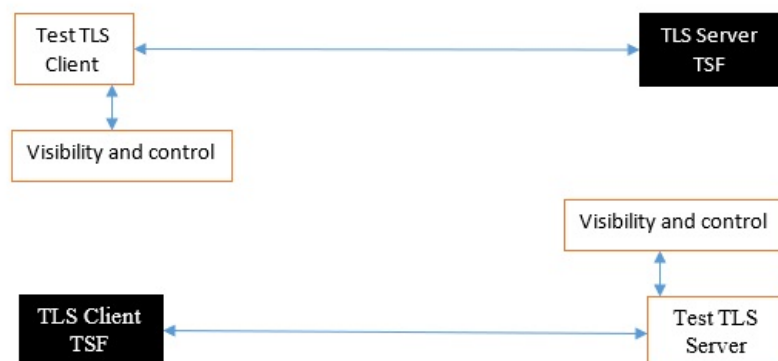 Test TLS
Client
TLS Server
TSF
Visibility and control
Visibility and control
TLS Client
TSF
Test TLS
Server